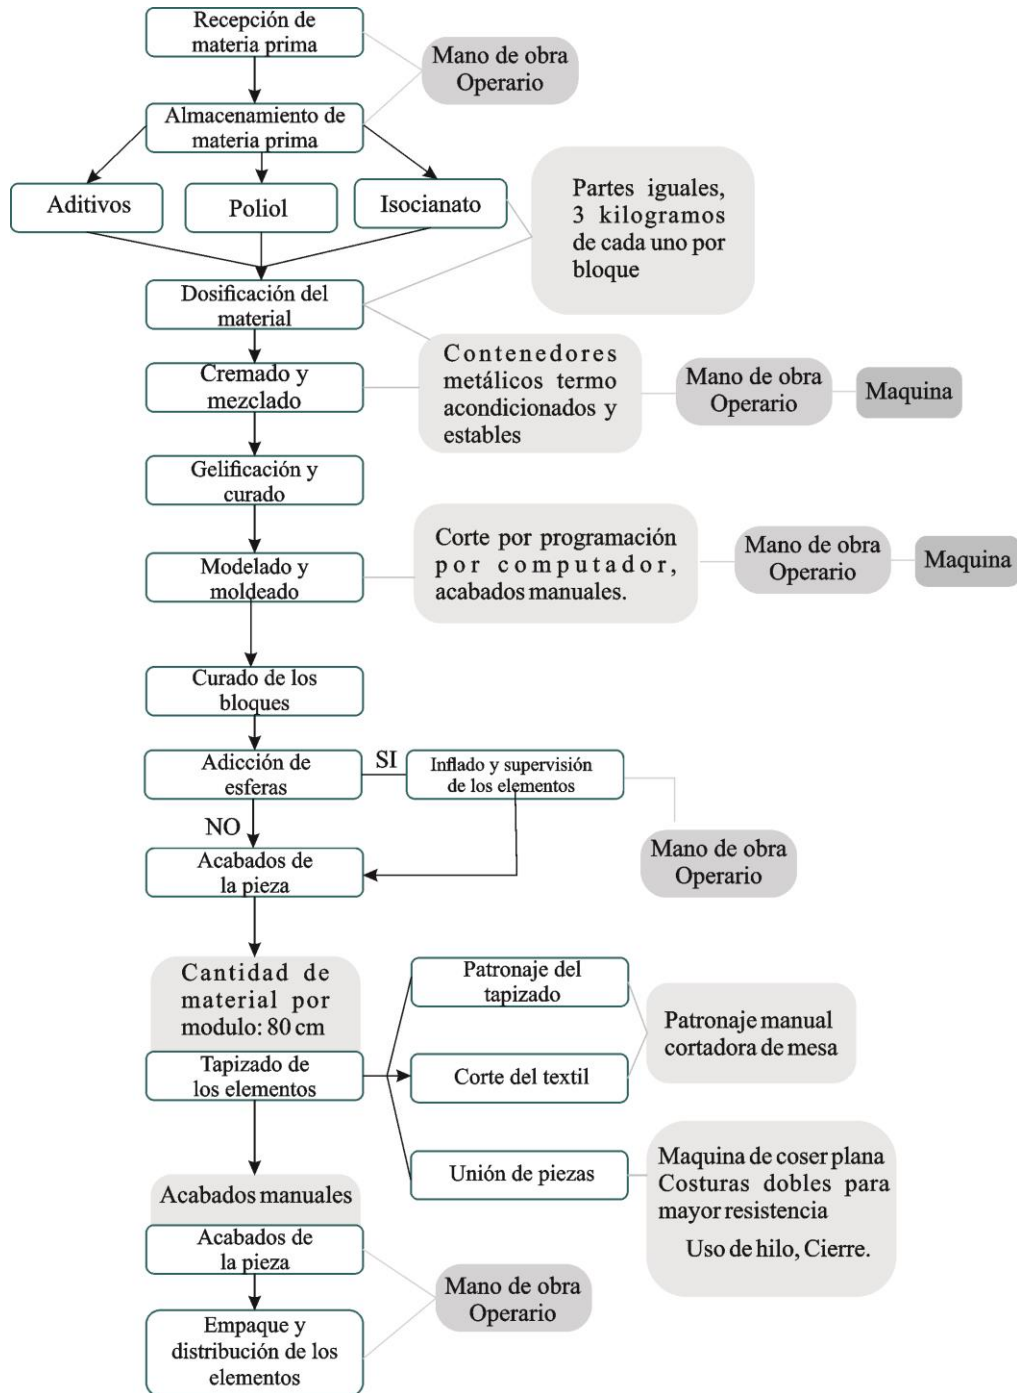 Recepción de
materia prima
Mano de obra
Operario
Almacenamiento de
materia prima
Aditivos
Poliol
Isocianato
Partes iguales,
3 kilogramos
de cada uno por
bloque
Dosificación del
material
Contenedores
metálicos termo
acondicionados y
estables
Cremado y
mezclado
Mano de obra
Operario
Maquina
Gelificación y
curado
Corte por programación
por computador,
acabados manuales.
Mano de obra
Operario
Maquina
Modelado y
moldeado
Curado de los
bloques
Adicción de
esferas
SI
Inflado y supervisión
de los elementos
NO
Mano de obra
Operario
Acabados de
la pieza
Cantidad de
material por
modulo: 80 cm
Tapizado de
los elementos
Patronaje del
tapizado
Patronaje manual
cortadora de mesa
Corte del textil
Unión de piezas
Maquina de coser plana
Costuras dobles para
mayor resistencia
Uso de hilo, Cierre.
Acabados manuales
Acabados de
la pieza
Mano de obra
Operario
Empaque y
distribución de los
elementos